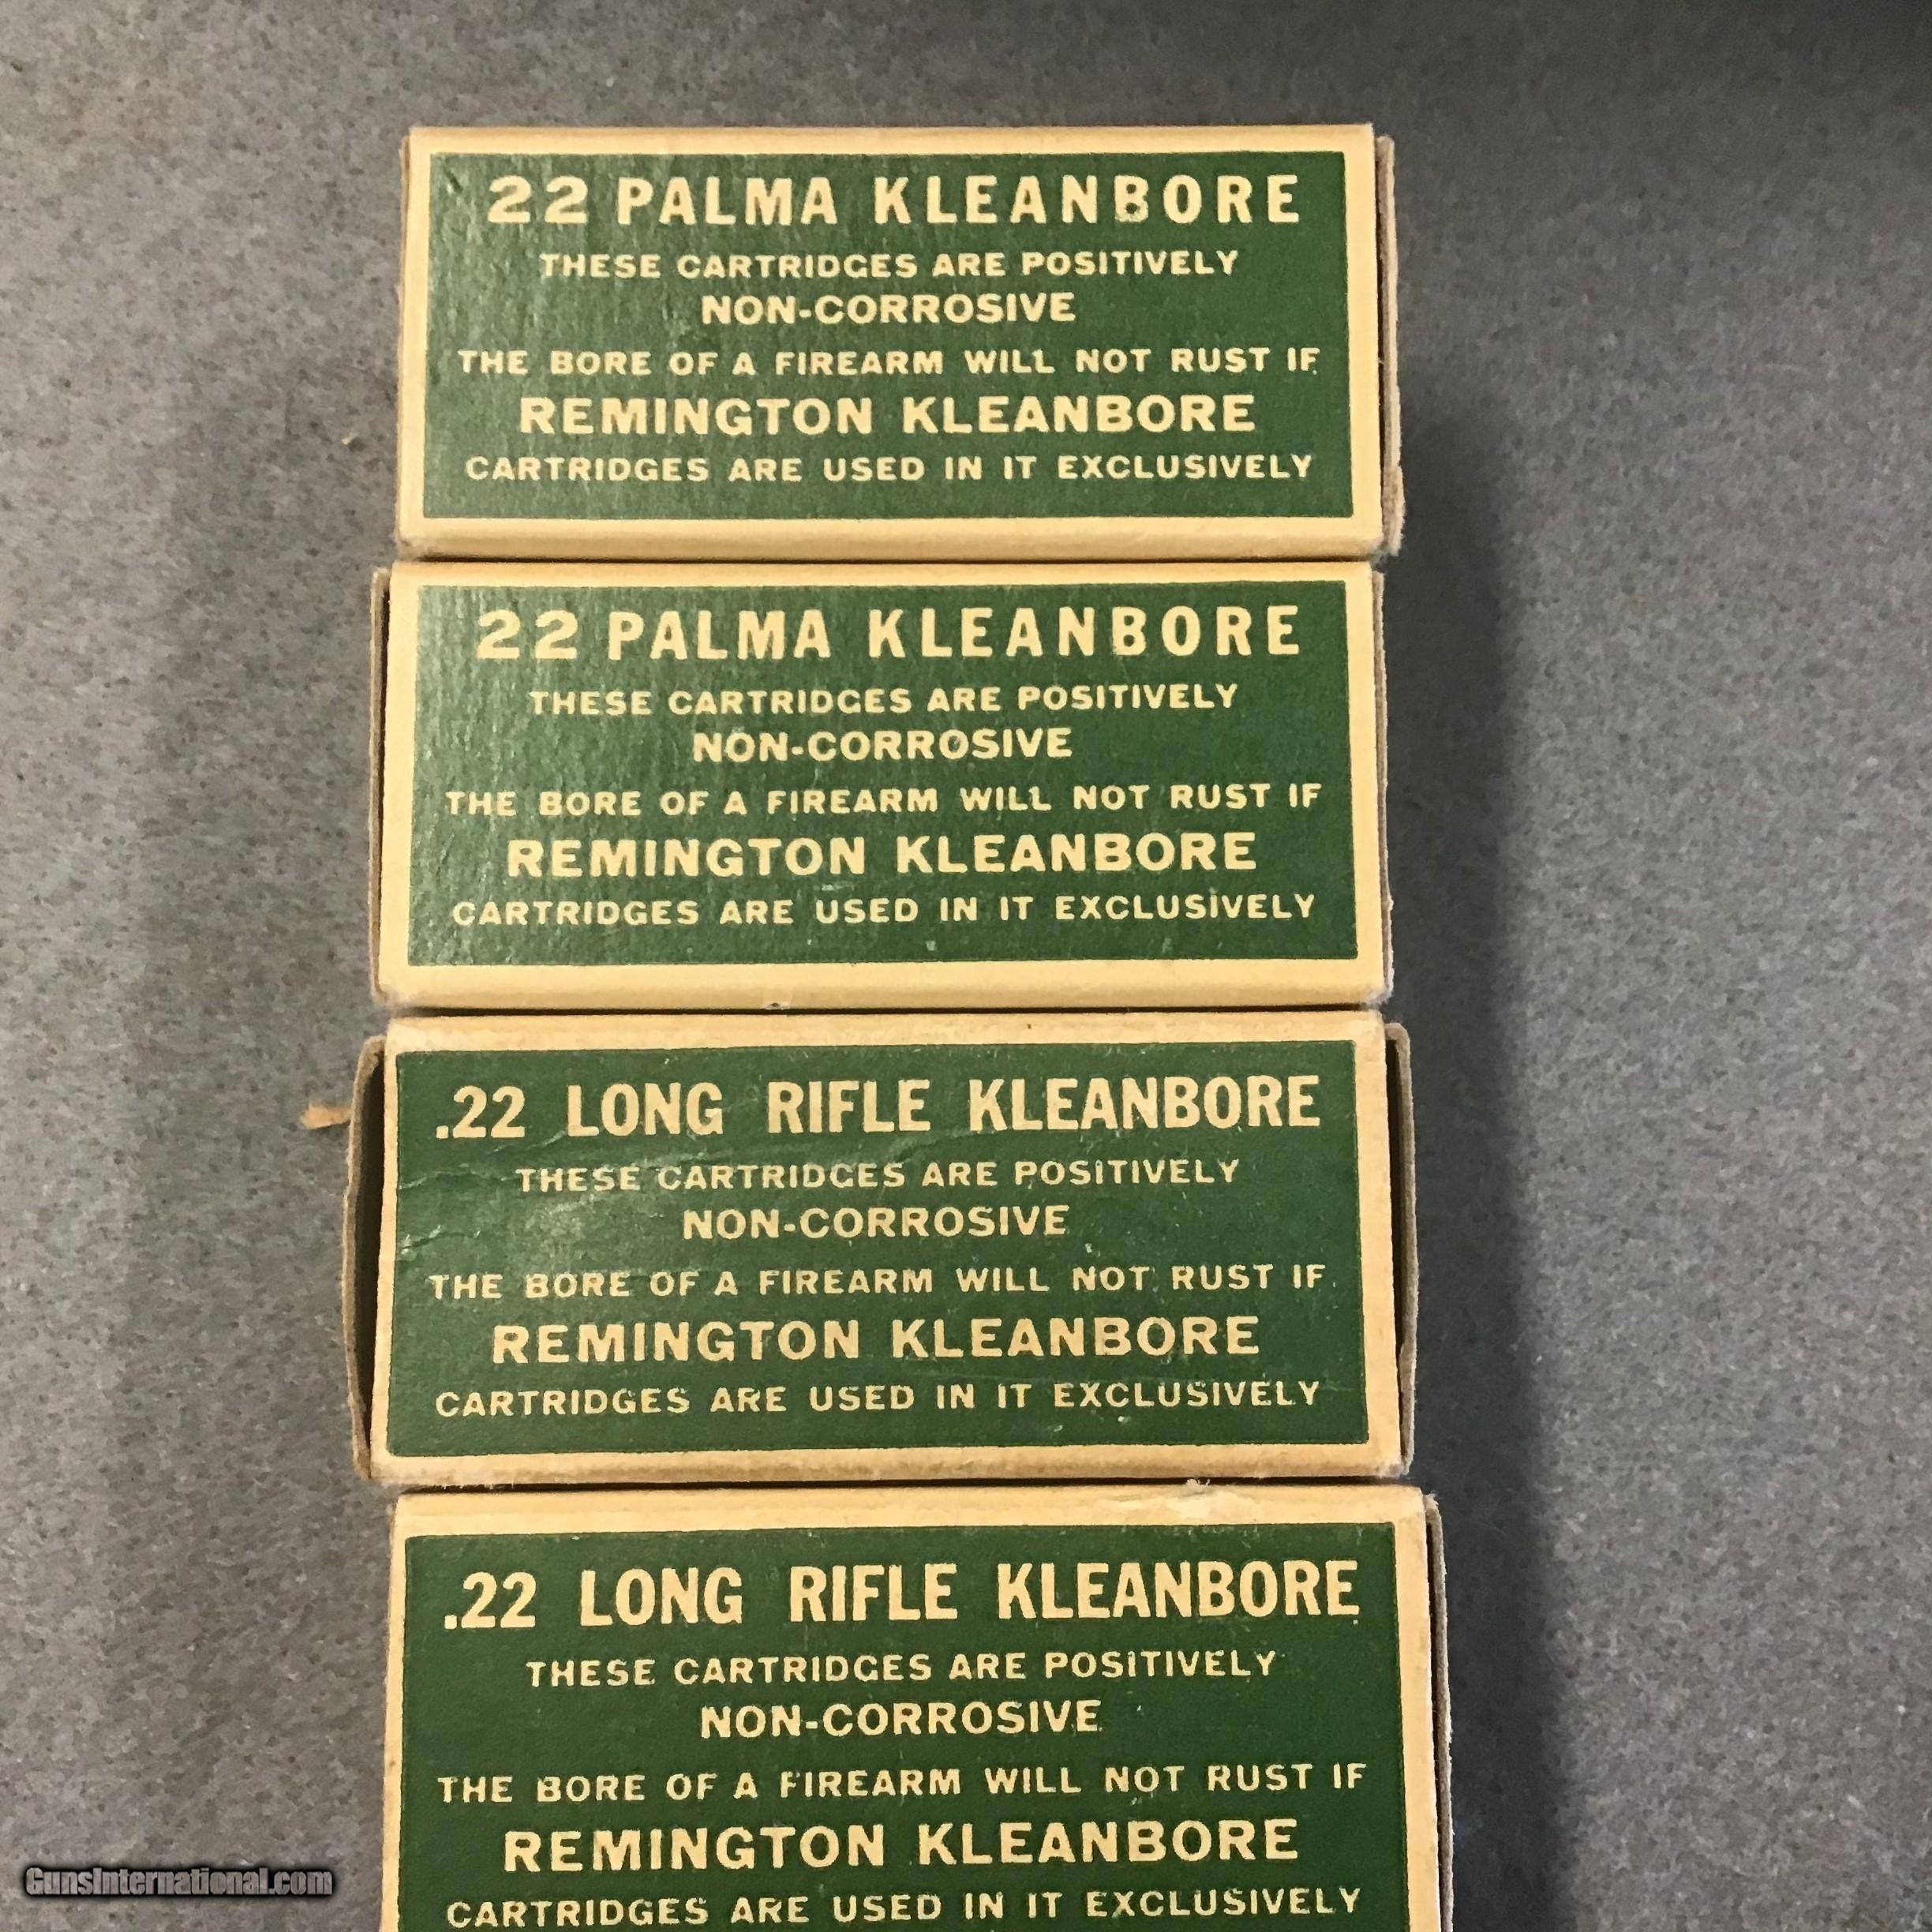 22 PALMA KLEANBORE
THESE CARTRIDGES ARE POSITIVELY
NON-CORROSIVE
THE BORE OF A FIREARM WILL NOT RUST IF
REMINGTON KLEANBORE
CARTRIDGES ARE USED IN IT EXCLUSIVELY
22 PALMA KLEANBORE
THESE CARTRIDGES ARE POSITIVELY
NON-CORROSIVE
THE BORE OF A FIREARM WILL NOT RUST IF
REMINGTON KLEANBORE
CARTRIDGES ARE USED IN IT EXCLUSIVELY
.22 LONG RIFLE KLEANBORE
THESE CARTRIDGES ARE POSITIVELY
NON-CORROSIVE
THE BORE OF A FIREARM WILL NOT RUST IF
REMINGTON KLEANBORE
CARTRIDGES ARE USED IN IT EXCLUSIVELY
.22 LONG RIFLE KLEANBORE
THESE CARTRIDGES ARE POSITIVELY
NON-CORROSIVE
THE BORE OF A FIREARM WILL NOT RUST IF
REMINGTON KLEANBORE
CARTRIDGES ARE USED IN IT EXCLUSIVELY
GunsInternational.com